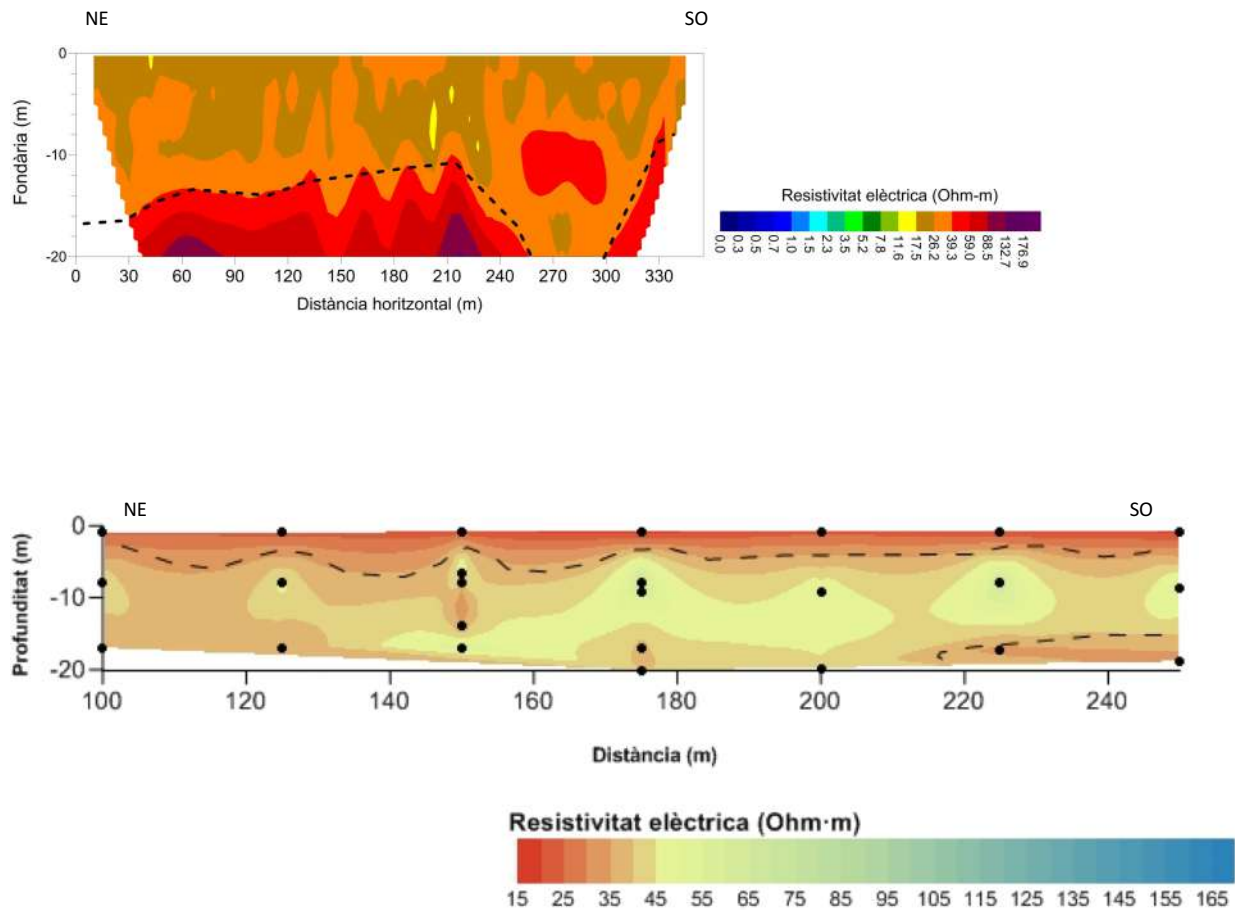 NE SO
0
-10
-20
Fondària (m)
0 30 60 90 120 150 180 210 240 270 300 330
Distància horitzontal (m)
Resistivitat elèctrica (Ohm-m)
0.0 0.3 0.5 0.7 1.0 1.5 2.3 3.5 5.2 7.8 11.6 17.5 26.2 39.3 59.0 88.5 132.7 176.9
NE SO
0
-10
-20
Profunditat (m)
100 120 140 160 180 200 220 240
Distància (m)
Resistivitat elèctrica (Ohm·m)
15 25 35 45 55 65 75 85 95 105 115 125 135 145 155 165